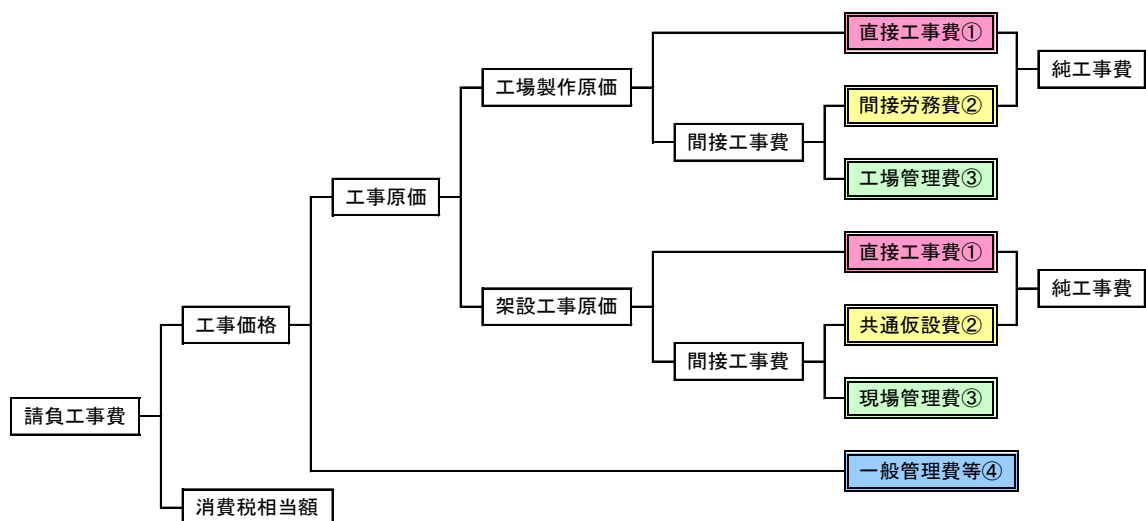 直接工事費①
純工事費
工場製作原価
間接労務費②
間接工事費
工場管理費③
工事原価
直接工事費①
純工事費
架設工事原価
工事価格
共通仮設費②
間接工事費
現場管理費③
請負工事費
一般管理費等④
消費税相当額